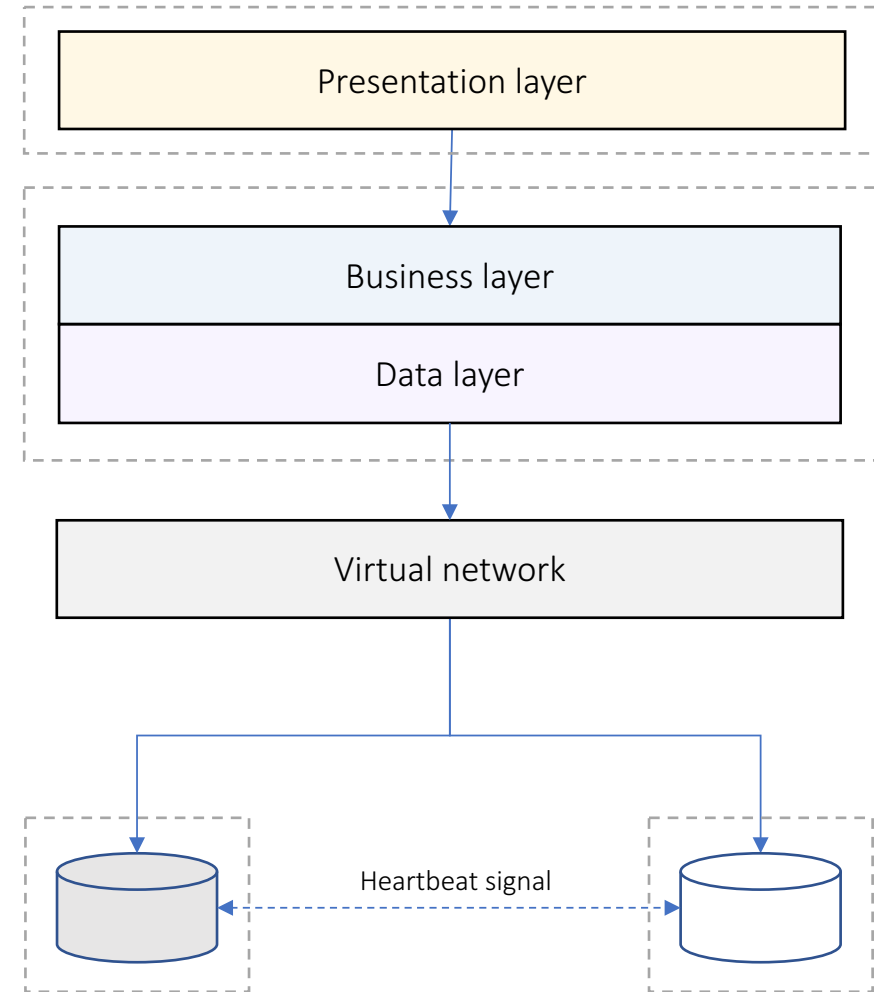 Presentation layer
Business layer
Data layer
Virtual network
Heartbeat signal